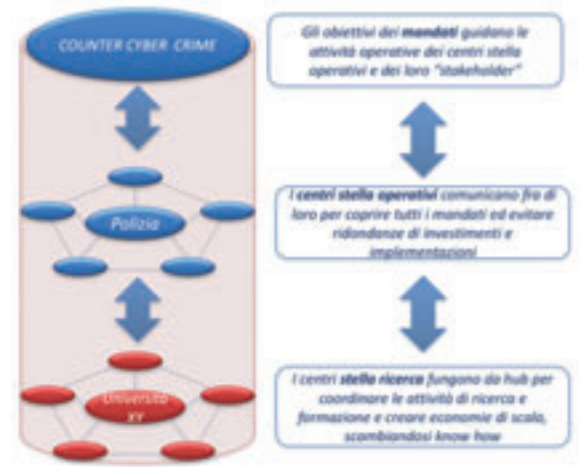 COUNTER CYBER CRIME
Gli obiettivi dei mandati guidano le
attività operative dei centri stella
operativi e dei loro "stakeholder"
Polizia
I centri stella operativi comunicano fra di
loro per coprire tutti i mandati ed evitare
ridondanze di investimenti e
implementazioni
Università
XY
I centri stella ricerca fungono da hub per
coordinare le attività di ricerca e
formazione e creare economie di scala,
scambiandosi know how